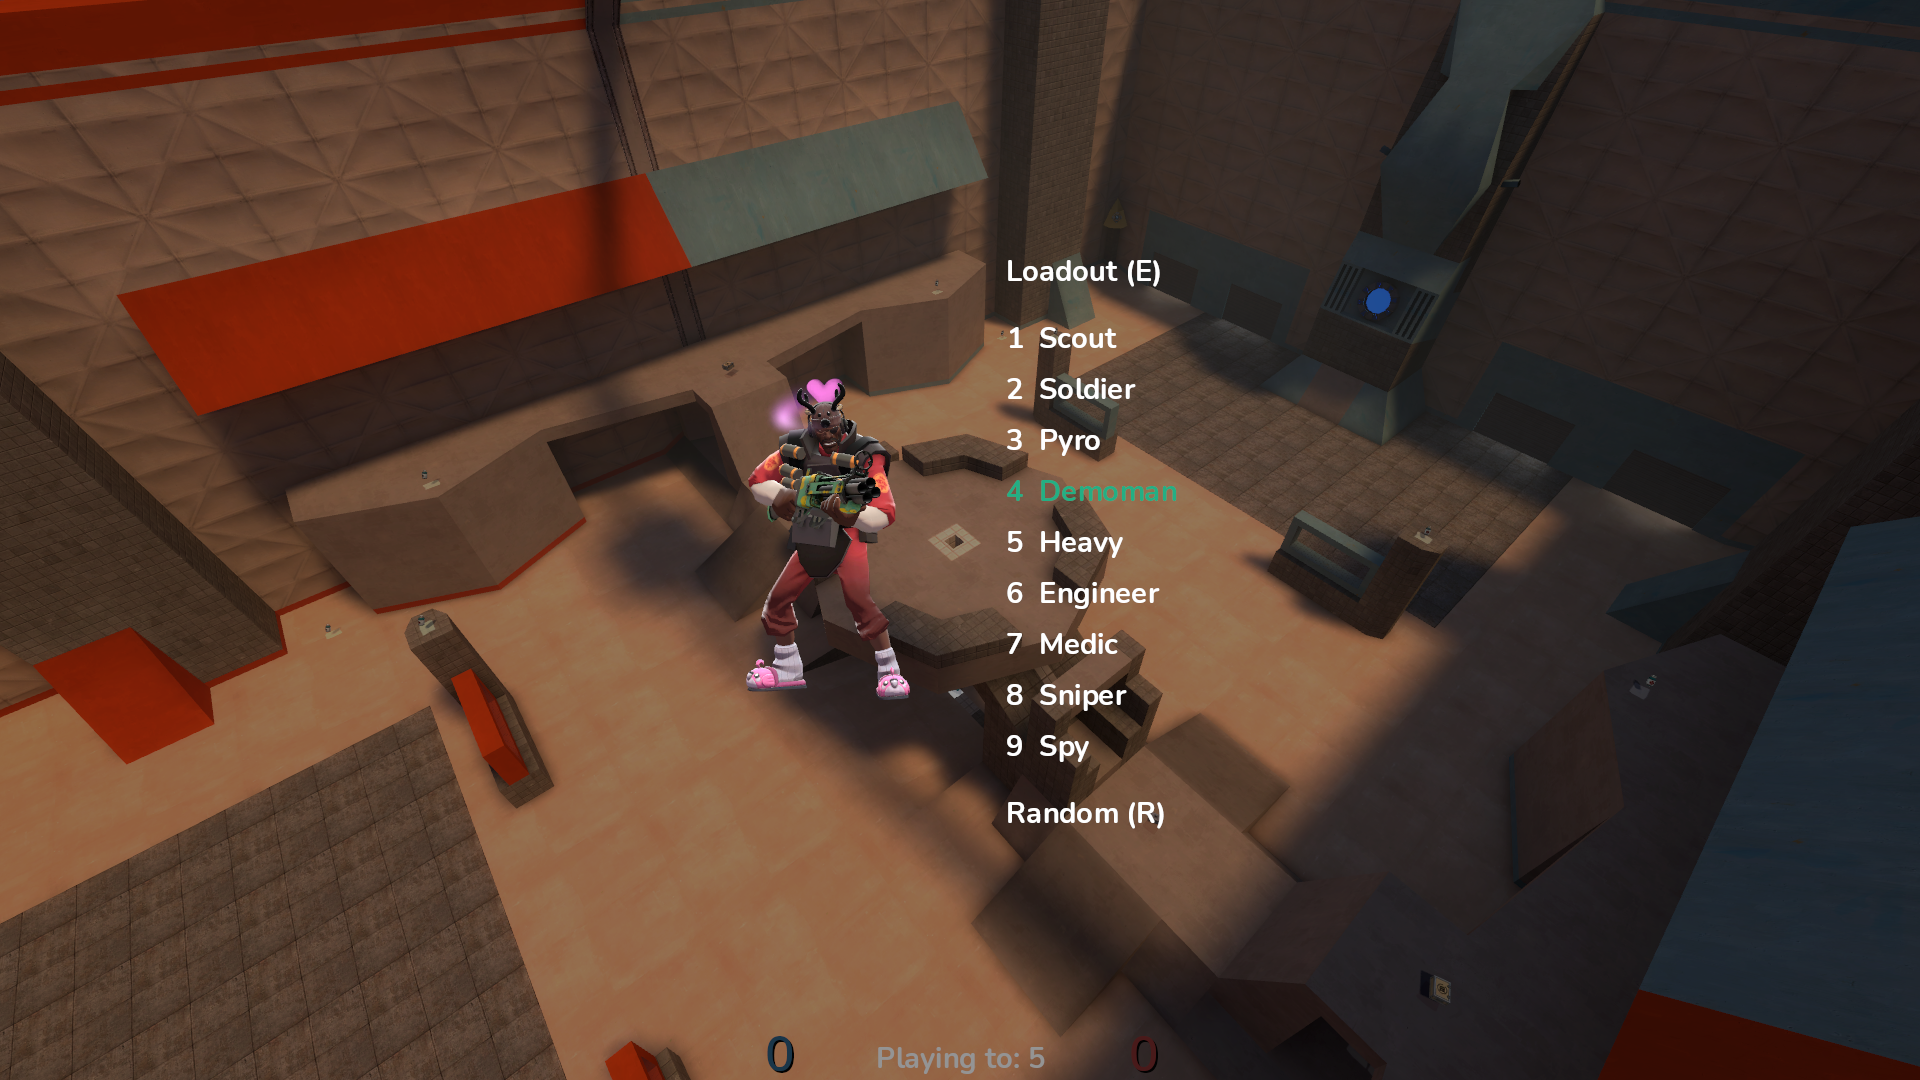 Loadout (E)
1 Scout
2 Soldier
3 Pyro
4 Demoman
5 Heavy
6 Engineer
7 Medic
8 Sniper
9 Spy
Random (R)
0 Playing to: 5 0